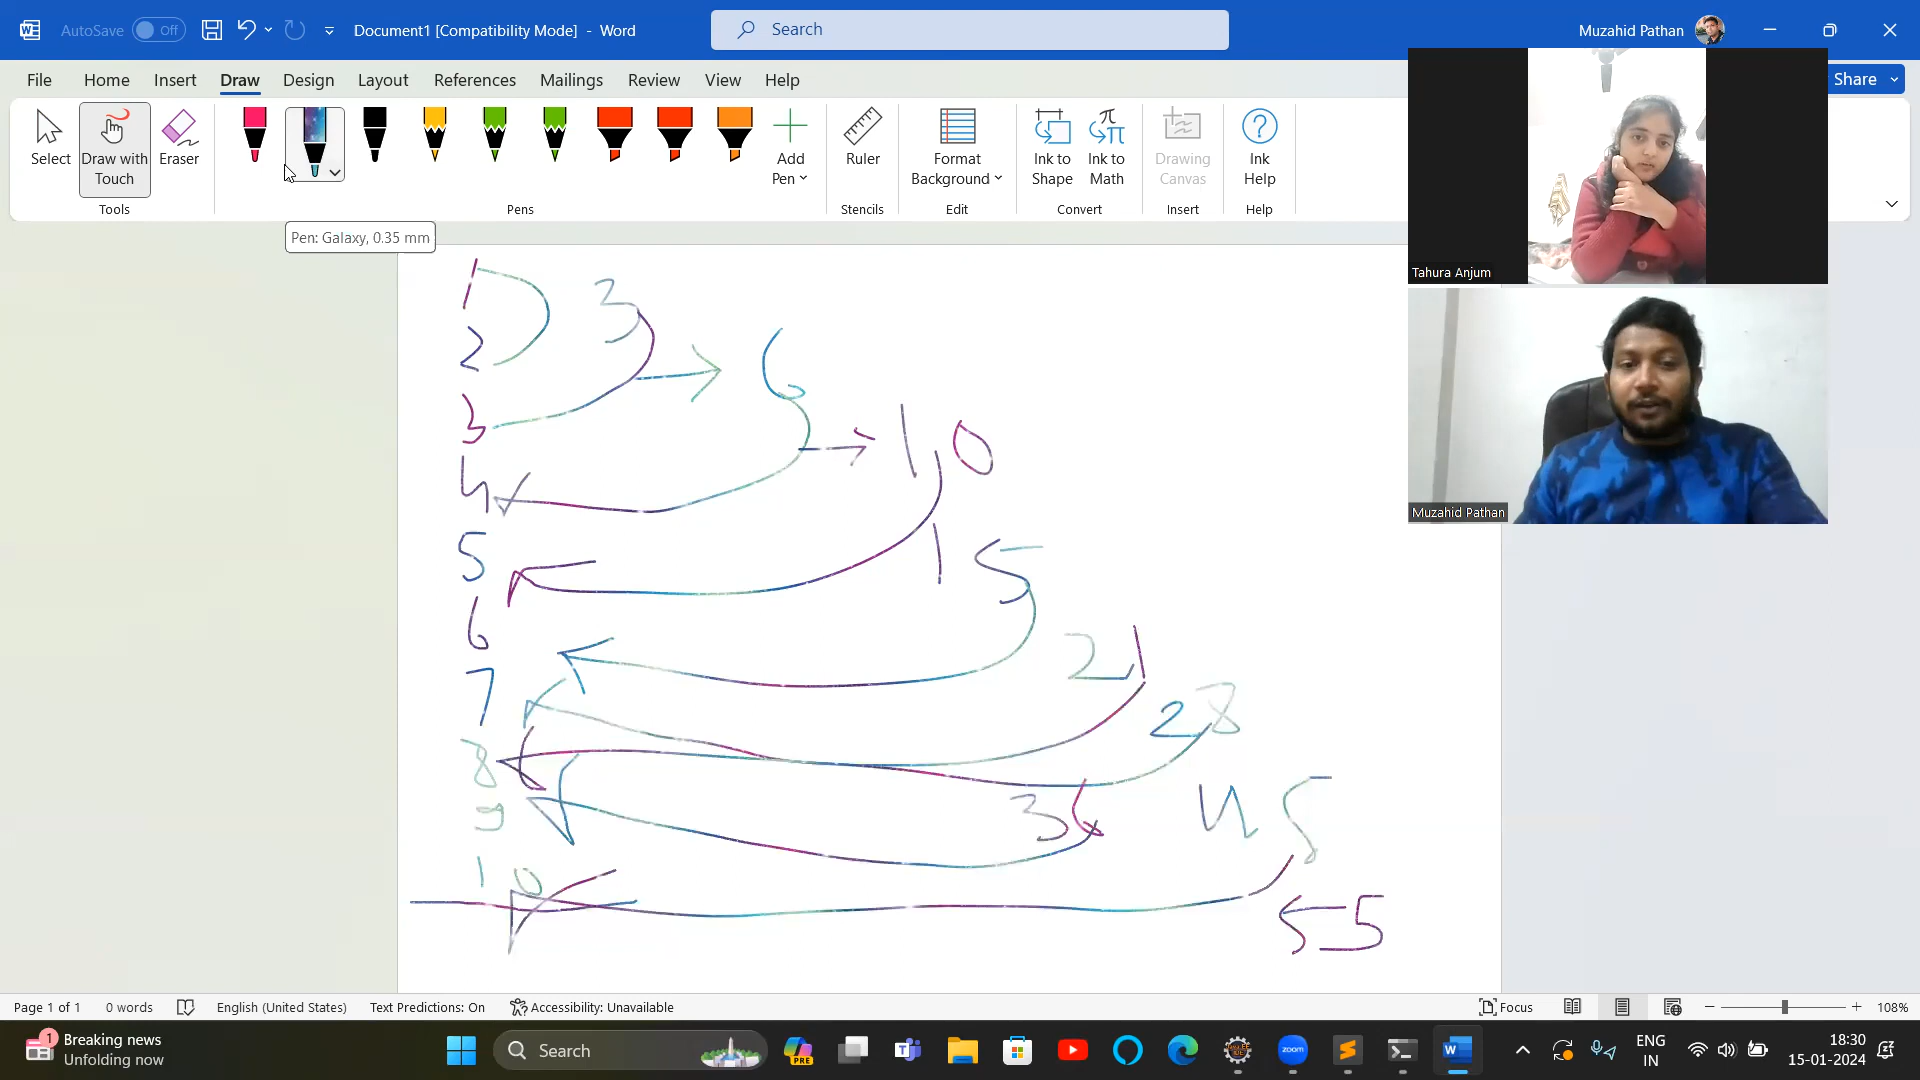 AutoSave Off Document1 [Compatibility Mode] - Word Search Muzahid Pathan
File Home Insert Draw Design Layout References Mailings Review View Help Share
Select Draw with Touch Eraser Add Pen Ruler Format Background Ink to Shape Ink to Math Drawing Canvas Ink Help
Tools Pens Stencils Edit Convert Insert Help
Pen: Galaxy, 0.35 mm
Tahura Anjum
Muzahid Pathan
1
3
2
6
3
1,0
4
5
15
6
21
7
28
8
36
45
9
10
55
Page 1 of 1 0 words English (United States) Text Predictions: On Accessibility: Unavailable Focus 108%
1 Breaking news
Unfolding now
Search
PRE
zoom
W
ENG
IN
18:30
15-01-2024